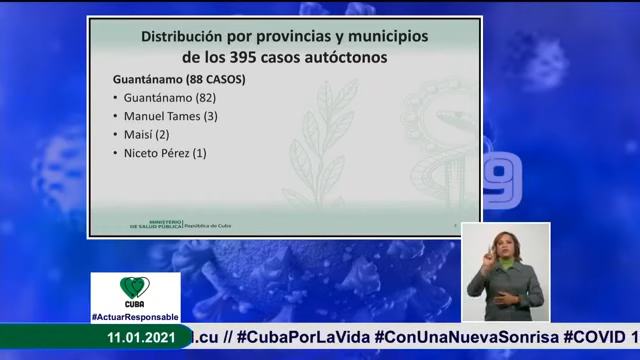 Distribución por provincias y municipios
de los 395 casos autóctonos
Guantánamo (88 CASOS)
• Guantánamo (82)
• Manuel Tames (3)
• Maisí (2)
• Niceto Pérez (1)
MINISTERIO
DE SALUD PÚBLICA
República de Cuba
9
CUBA
#ActuarResponsable
11.01.2021
l.cu // #CubaPorLaVida #ConUnaNuevaSonrisa #COVID 1